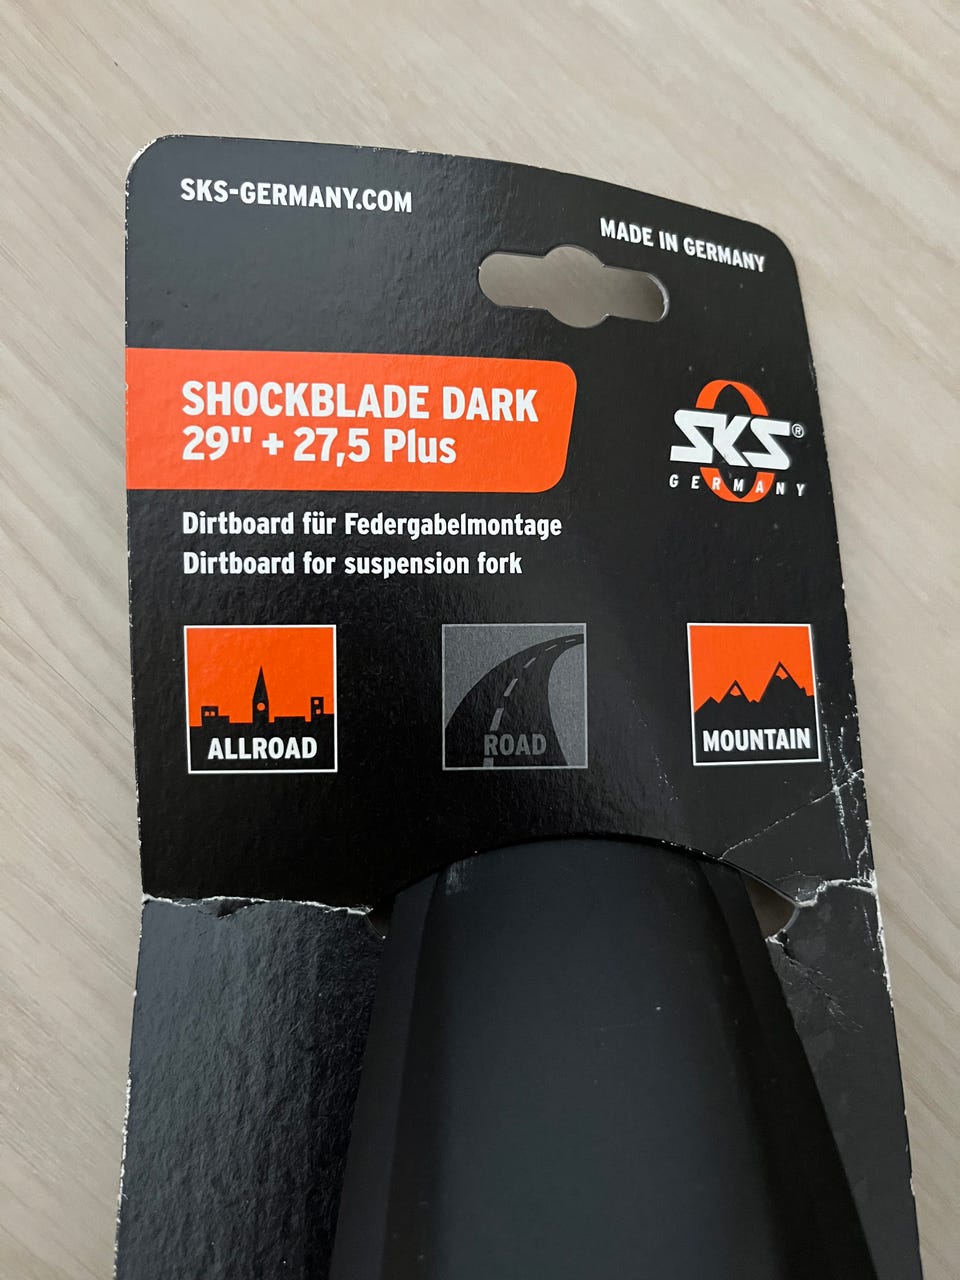 SKS-GERMANY.COM
MADE IN GERMANY
SHOCKBLADE DARK
29" + 27,5 Plus
SKS®
GERMANY
Dirtboard für Federgabelmontage
Dirtboard for suspension fork
ALLROAD
ROAD
MOUNTAIN